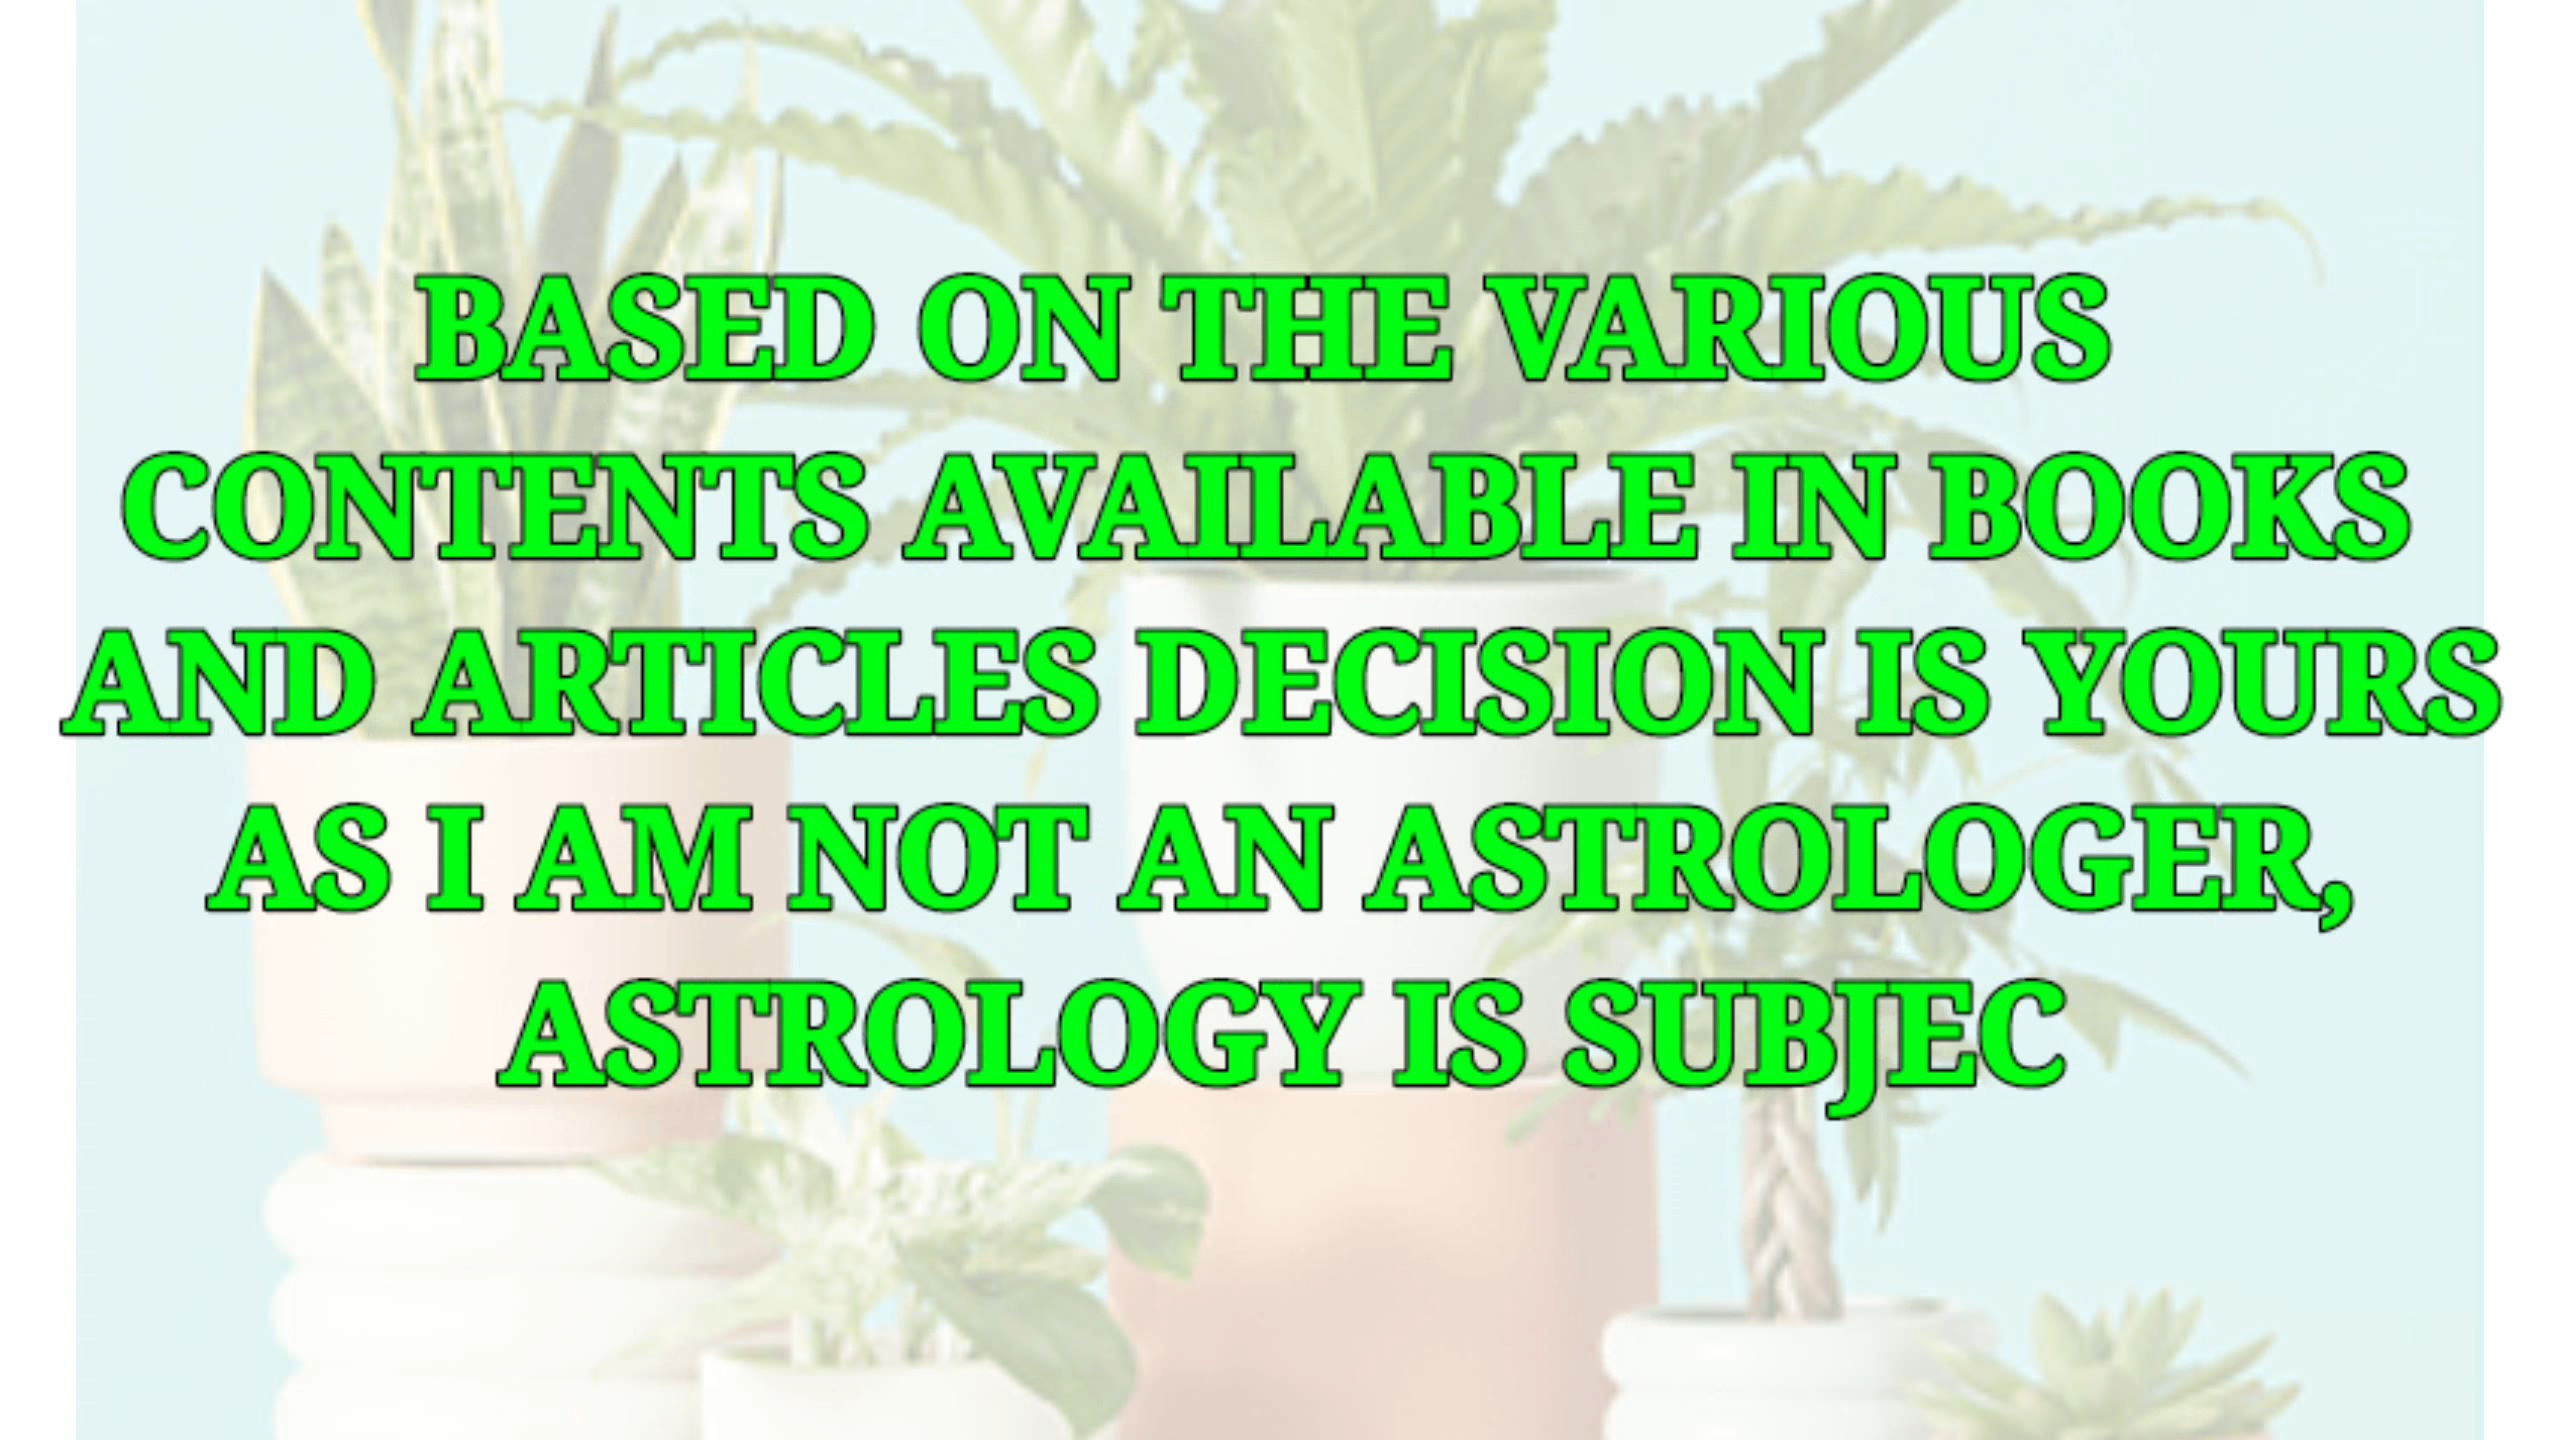 BASED ON THE VARIOUS
CONTENTS AVAILABLE IN BOOKS
AND ARTICLES DECISION IS YOURS
AS I AM NOT AN ASTROLOGER,
ASTROLOGY IS SUBJEC